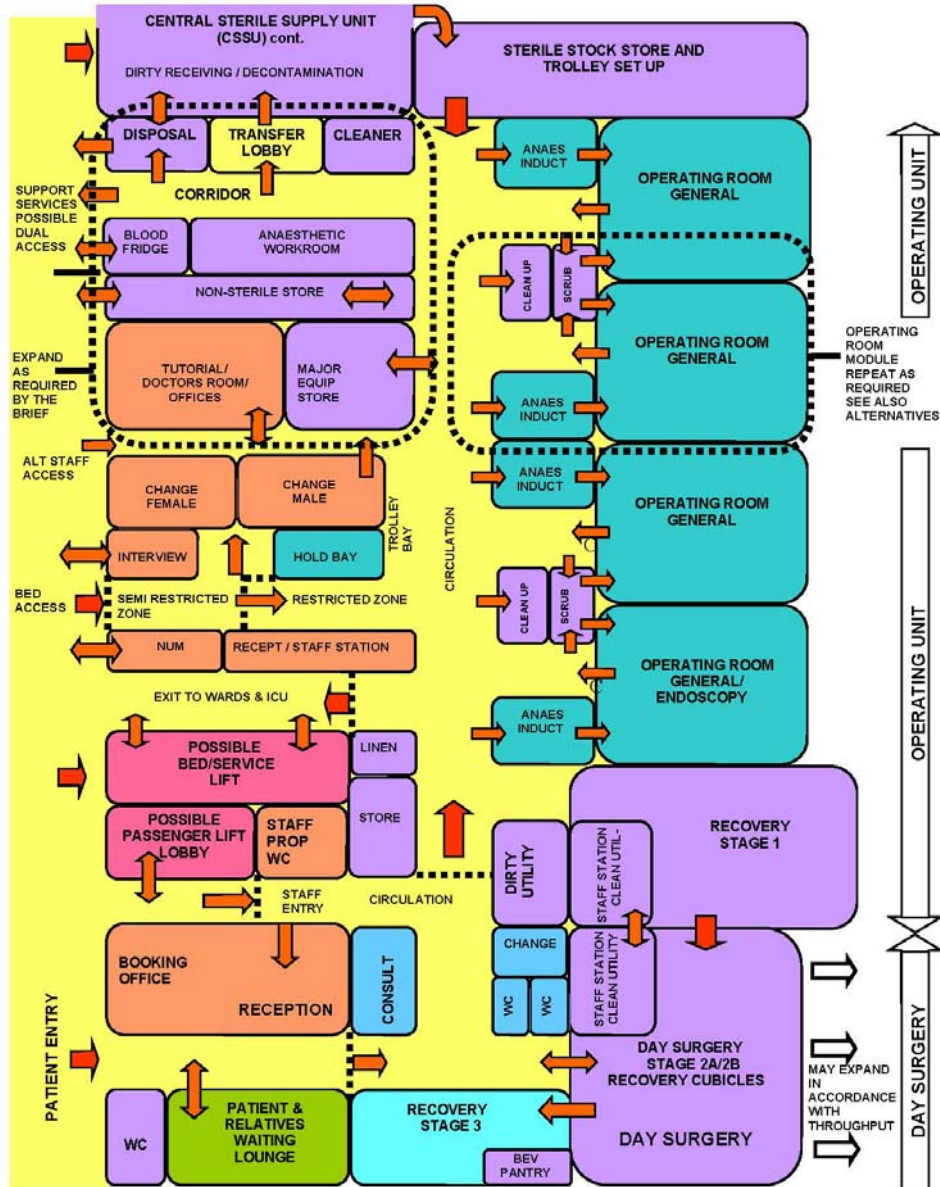 CENTRAL STERILE SUPPLY UNIT
(CSSU) cont.
DIRTY RECEIVING / DECONTAMINATION
STERILE STOCK STORE AND
TROLLEY SET UP
DISPOSAL
TRANSFER
LOBBY
CLEANER
CORRIDOR
SUPPORT
SERVICES
POSSIBLE
DUAL
ACCESS
BLOOD
FRIDGE
ANAESTHETIC
WORKROOM
NON-STERILE STORE
EXPAND
AS
REQUIRED
BY THE
BRIEF
TUTORIAL/
DOCTORS ROOM/
OFFICES
MAJOR
EQUIP
STORE
ALT STAFF
ACCESS
CHANGE
FEMALE
CHANGE
MALE
TROLLEY
BAY
INTERVIEW
HOLD BAY
BED
ACCESS
SEMI RESTRICTED
ZONE
RESTRICTED ZONE
NUM
RECEPT / STAFF STATION
EXIT TO WARDS & ICU
POSSIBLE
BED/SERVICE
LIFT
LINEN
POSSIBLE
PASSENGER LIFT
LOBBY
STAFF
PROP
WC
STORE
STAFF
ENTRY
CIRCULATION
BOOKING
OFFICE
RECEPTION
CONSULT
PATIENT ENTRY
WC
PATIENT &
RELATIVES
WAITING
LOUNGE
RECOVERY
STAGE 3
BEV
PANTRY
CIRCULATION
ANAES
INDUCT
OPERATING ROOM
GENERAL
CLEAN UP
SCRUB
OPERATING ROOM
GENERAL
ANAES
INDUCT
ANAES
INDUCT
OPERATING ROOM
GENERAL
C
CLEAN UP
SCRUB
OPERATING ROOM
GENERAL/
ENDOSCOPY
C
ANAES
INDUCT
RECOVERY
STAGE 1
DIRTY
UTILITY
STAFF STATION
CLEAN UTIL-
CHANGE
WC
WC
STAFF STATION
CLEAN UTILITY
DAY SURGERY
STAGE 2A/2B
RECOVERY CUBICLES
DAY SURGERY
MAY EXPAND
IN
ACCORDANCE
WITH
THROUGHPUT
OPERATING
ROOM
MODULE
REPEAT AS
REQUIRED
SEE ALSO
ALTERNATIVES
OPERATING UNIT
OPERATING UNIT
DAY SURGERY